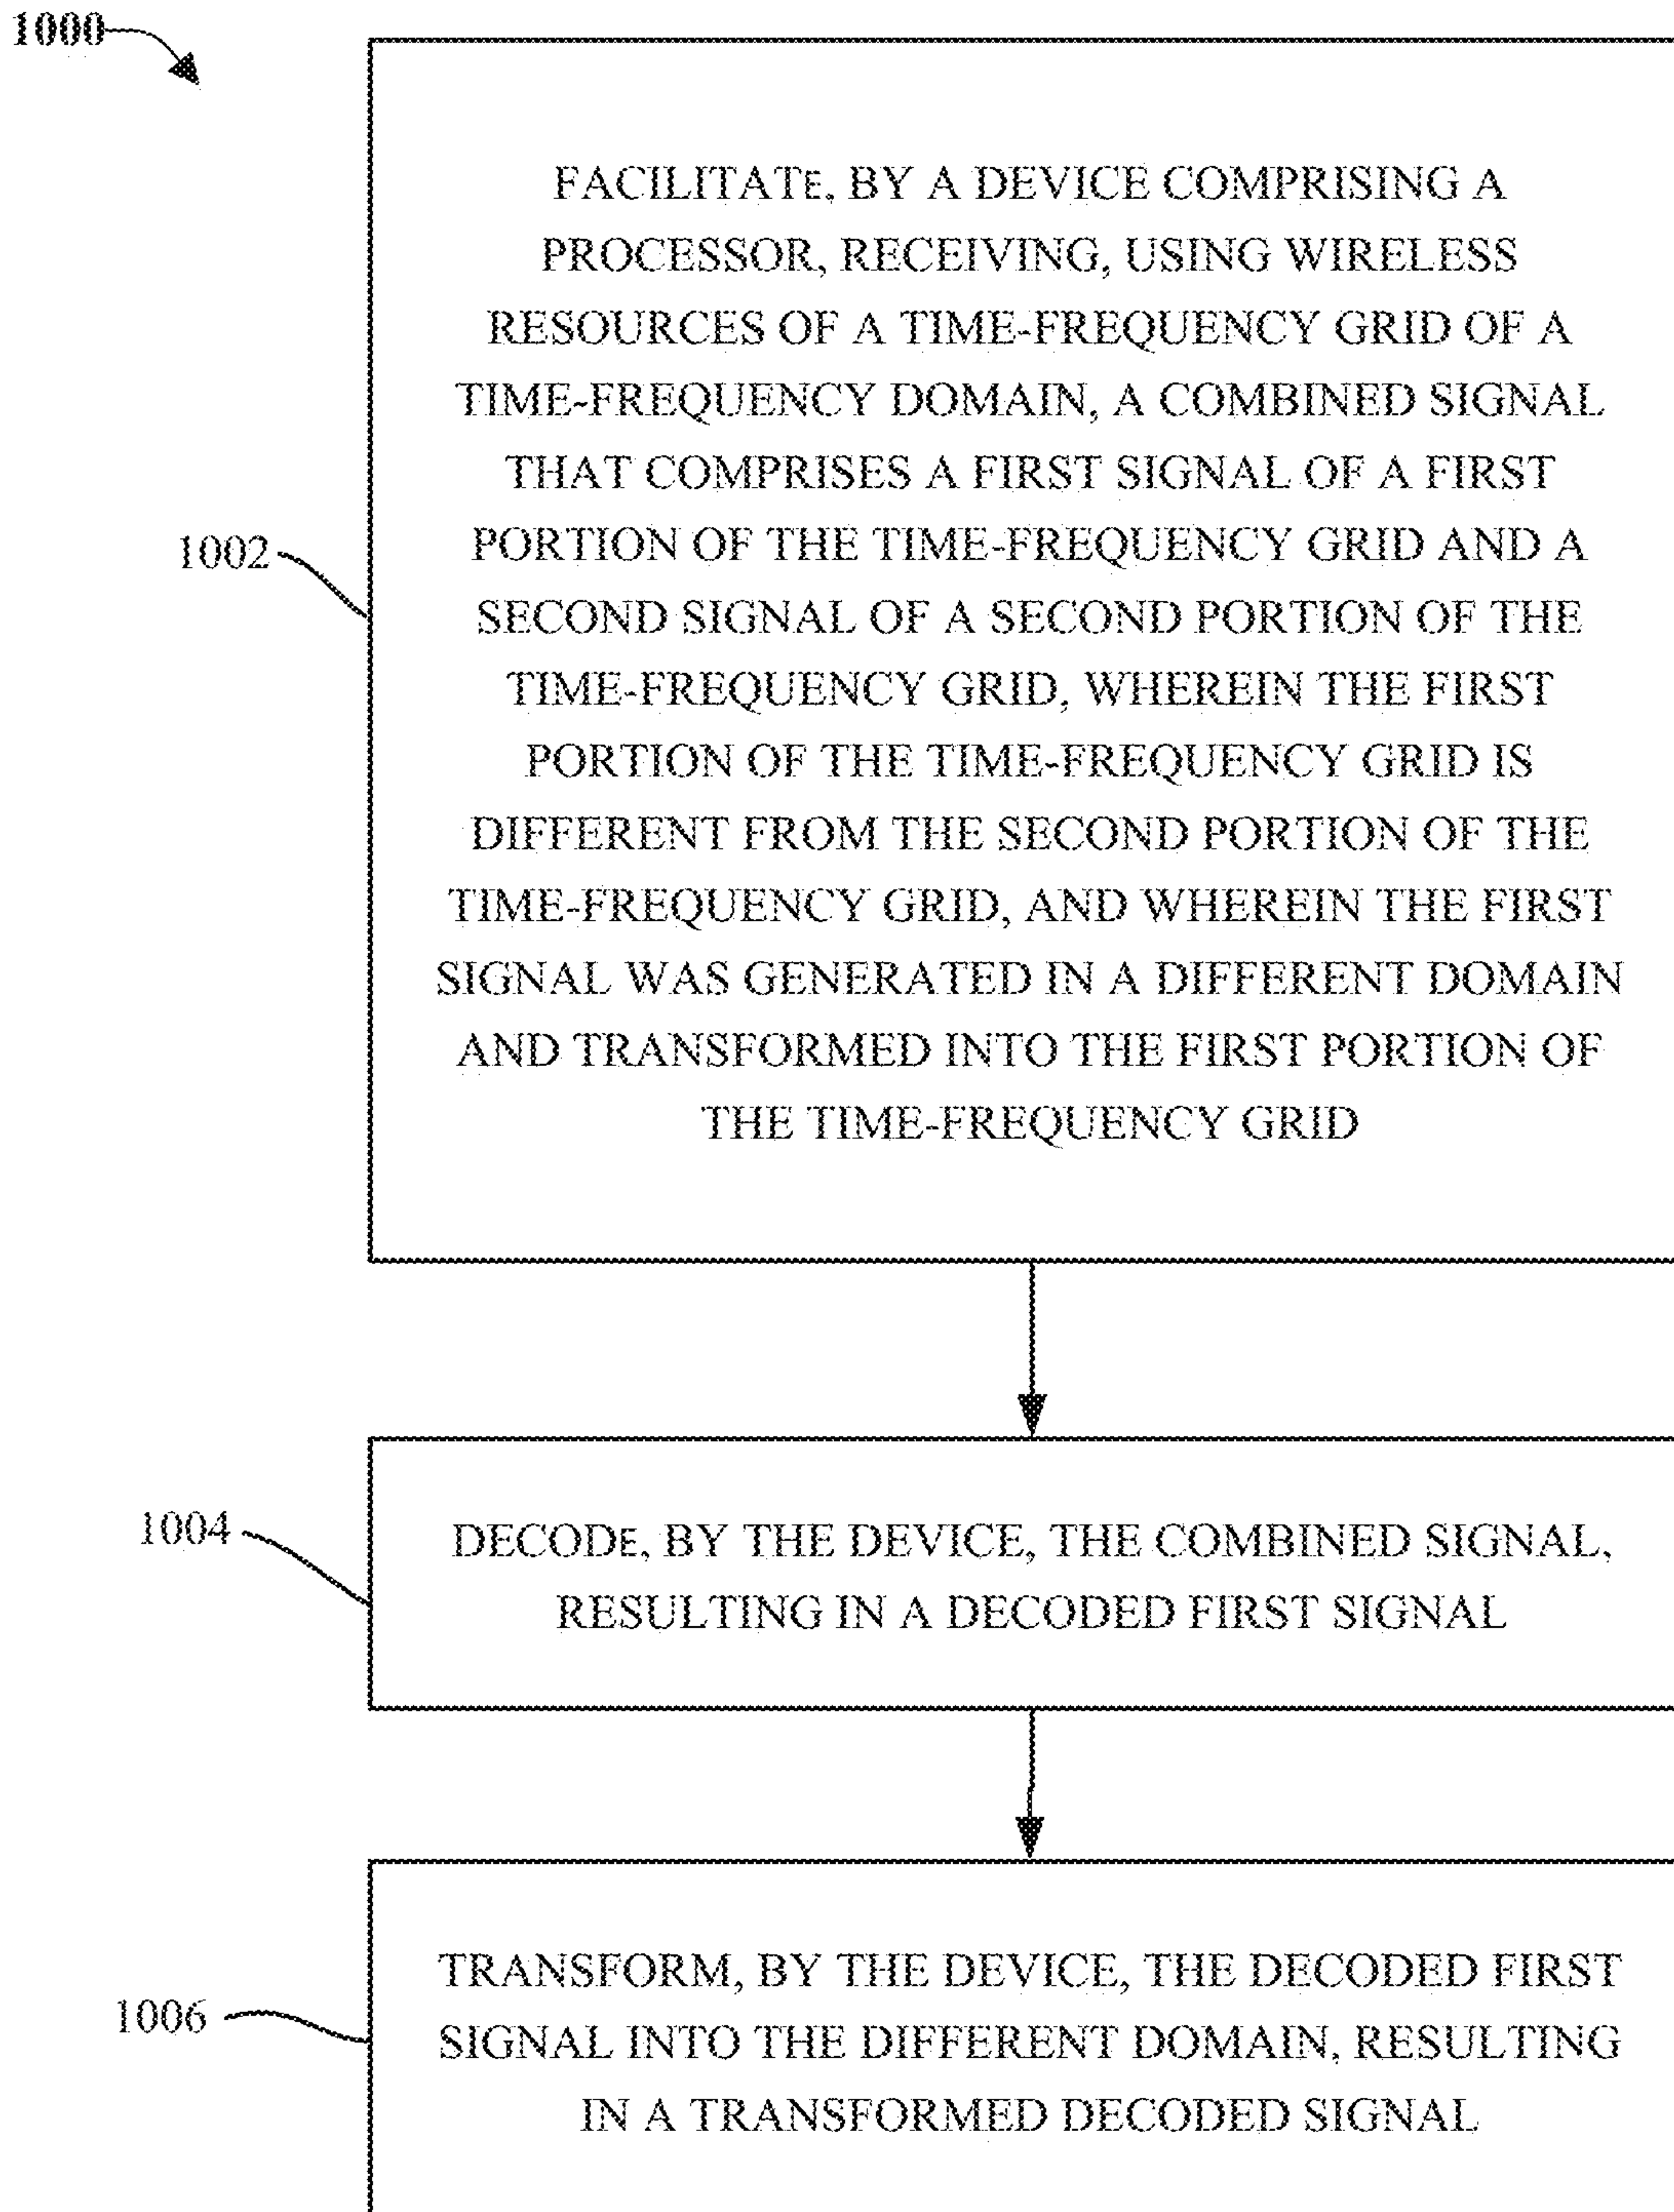 1000
FACILITATE, BY A DEVICE COMPRISING A
PROCESSOR, RECEIVING, USING WIRELESS
RESOURCES OF A TIME-FREQUENCY GRID OF A
TIME-FREQUENCY DOMAIN, A COMBINED SIGNAL
THAT COMPRISES A FIRST SIGNAL OF A FIRST
PORTION OF THE TIME-FREQUENCY GRID AND A
1002
SECOND SIGNAL OF A SECOND PORTION OF THE
TIME-FREQUENCY GRID, WHEREIN THE FIRST
PORTION OF THE TIME-FREQUENCY GRID IS
DIFFERENT FROM THE SECOND PORTION OF THE
TIME-FREQUENCY GRID, AND WHEREIN THE FIRST
SIGNAL WAS GENERATED IN A DIFFERENT DOMAIN
AND TRANSFORMED INTO THE FIRST PORTION OF
THE TIME-FREQUENCY GRID
1004
DECODE, BY THE DEVICE, THE COMBINED SIGNAL,
RESULTING IN A DECODED FIRST SIGNAL
1006
TRANSFORM, BY THE DEVICE, THE DECODED FIRST
SIGNAL INTO THE DIFFERENT DOMAIN, RESULTING
IN A TRANSFORMED DECODED SIGNAL